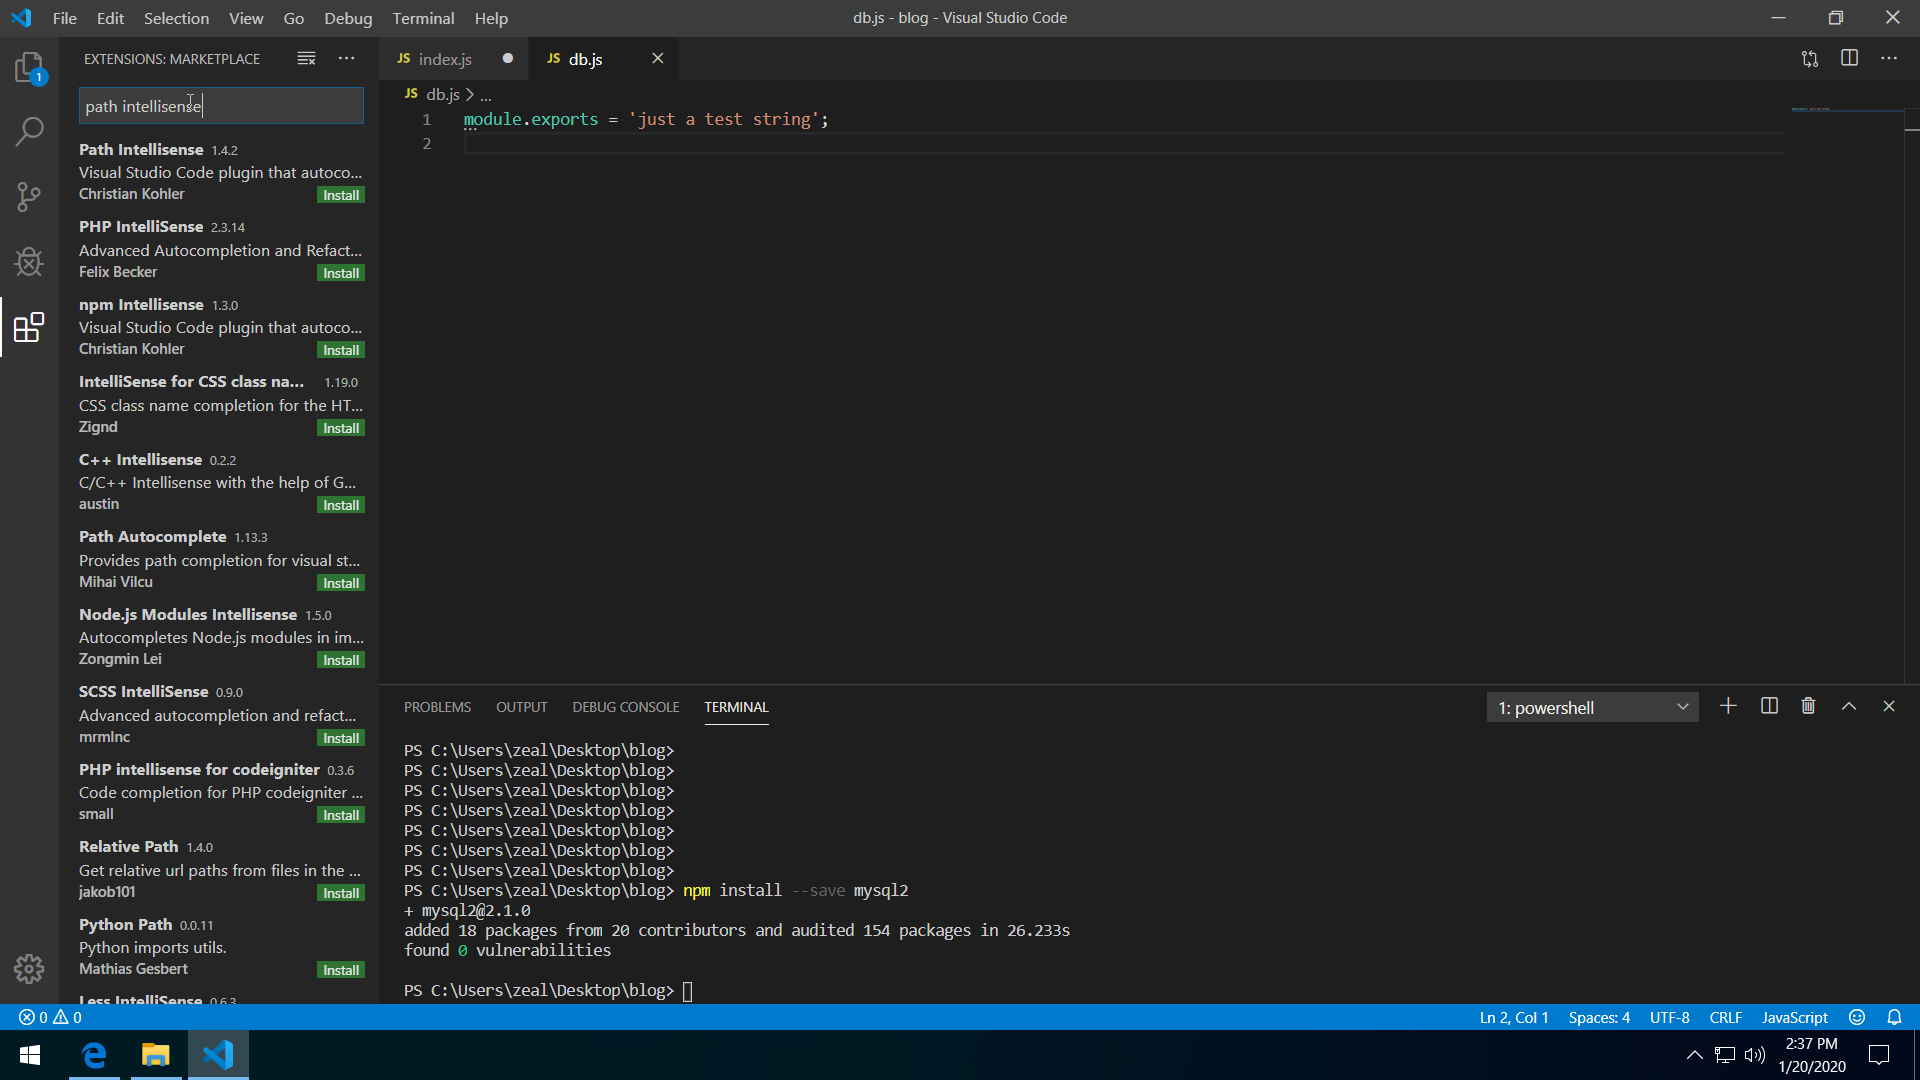 File Edit Selection View Go Debug Terminal Help
db.js - blog - Visual Studio Code
EXTENSIONS: MARKETPLACE
path intellisense
Path Intellisense 1.4.2
Visual Studio Code plugin that autoco...
Christian Kohler
Install
PHP IntelliSense 2.3.14
Advanced Autocompletion and Refact...
Felix Becker
Install
npm Intellisense 1.3.0
Visual Studio Code plugin that autoco...
Christian Kohler
Install
IntelliSense for CSS class na... 1.19.0
CSS class name completion for the HT...
Zignd
Install
C++ Intellisense 0.2.2
C/C++ Intellisense with the help of G...
austin
Install
Path Autocomplete 1.13.3
Provides path completion for visual st...
Mihai Vilcu
Install
Node.js Modules Intellisense 1.5.0
Autocompletes Node.js modules in im...
Zongmin Lei
Install
SCSS IntelliSense 0.9.0
Advanced autocompletion and refact...
mrmlnc
Install
PHP intellisense for codeigniter 0.3.6
Code completion for PHP codeigniter ...
small
Install
Relative Path 1.4.0
Get relative url paths from files in the ...
jakob101
Install
Python Path 0.0.11
Python imports utils.
Mathias Gesbert
Install
Less IntelliSense 0.6.3
1
JS index.js
JS db.js
JS db.js > ...
1 module.exports = 'just a test string';
2
PROBLEMS OUTPUT DEBUG CONSOLE TERMINAL
1: powershell
PS C:\Users\zeal\Desktop\blog>
PS C:\Users\zeal\Desktop\blog>
PS C:\Users\zeal\Desktop\blog>
PS C:\Users\zeal\Desktop\blog>
PS C:\Users\zeal\Desktop\blog>
PS C:\Users\zeal\Desktop\blog>
PS C:\Users\zeal\Desktop\blog>
PS C:\Users\zeal\Desktop\blog> npm install --save mysql2
+ mysql2@2.1.0
added 18 packages from 20 contributors and audited 154 packages in 26.233s
found 0 vulnerabilities
PS C:\Users\zeal\Desktop\blog>
0 0
Ln 2, Col 1 Spaces: 4 UTF-8 CRLF JavaScript
2:37 PM
1/20/2020